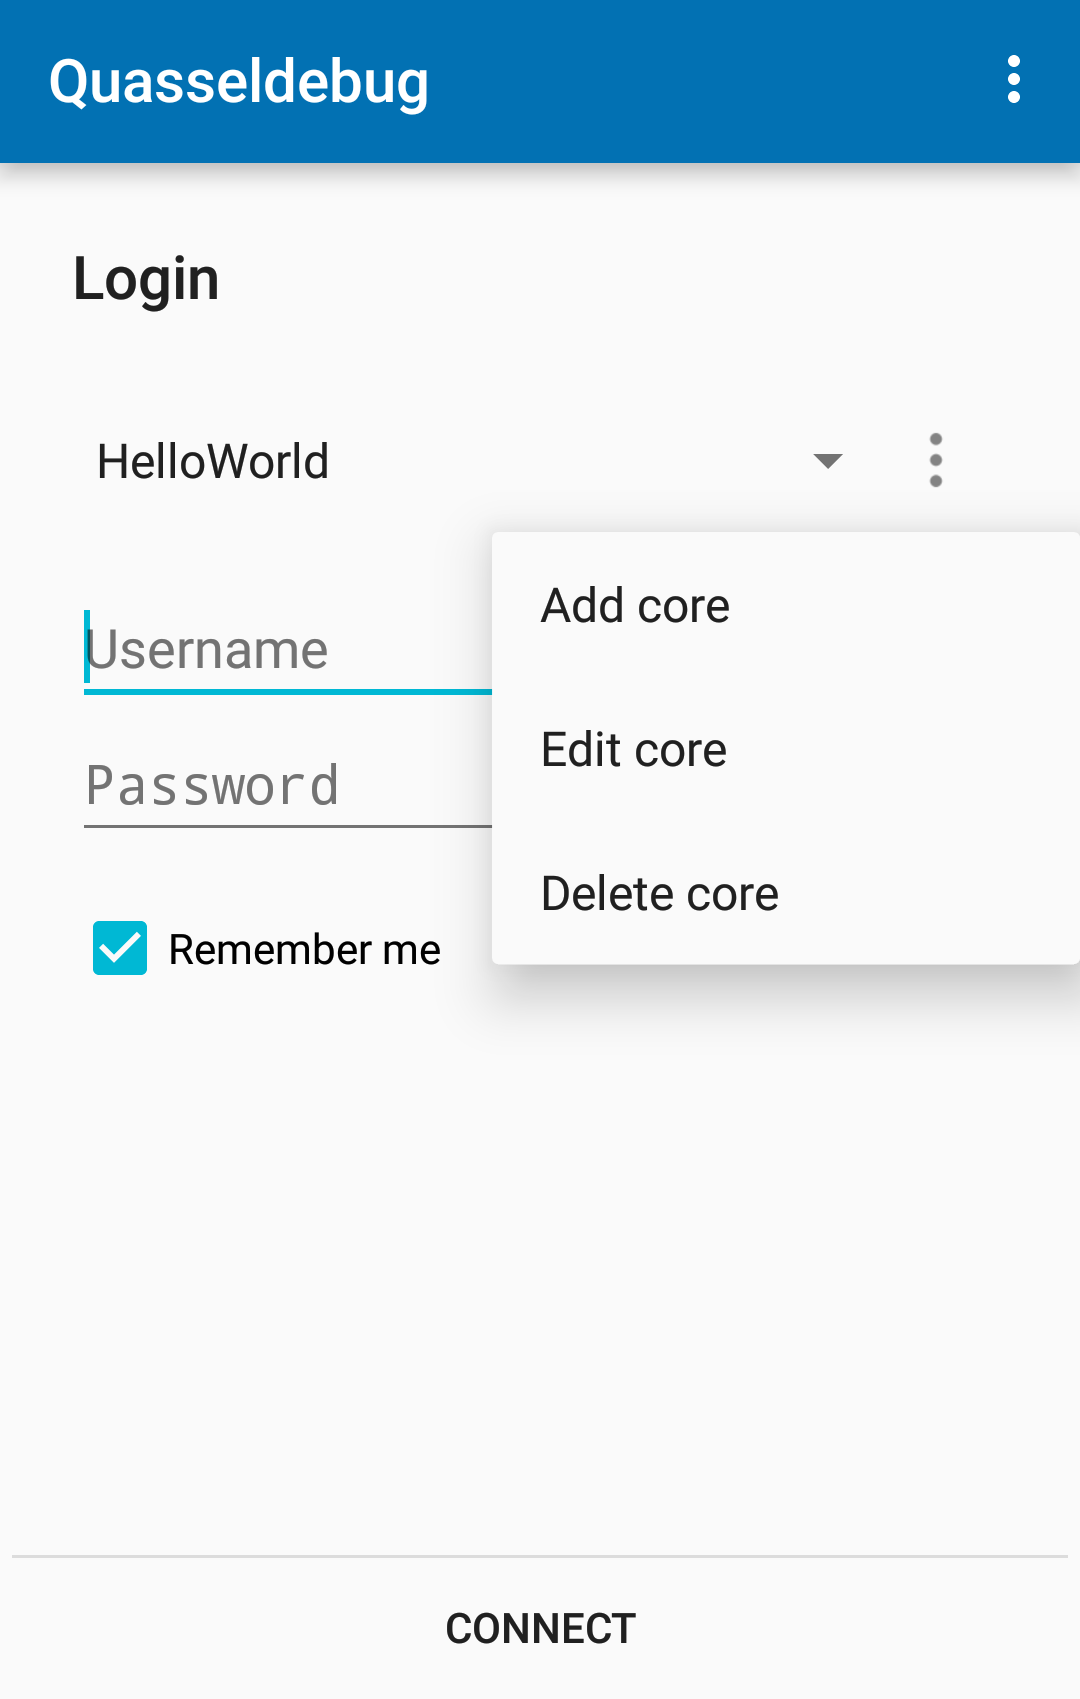 Quasseldebug
Login
HelloWorld
Add core
Username
Edit core
Password
Delete core
Remember me
CONNECT